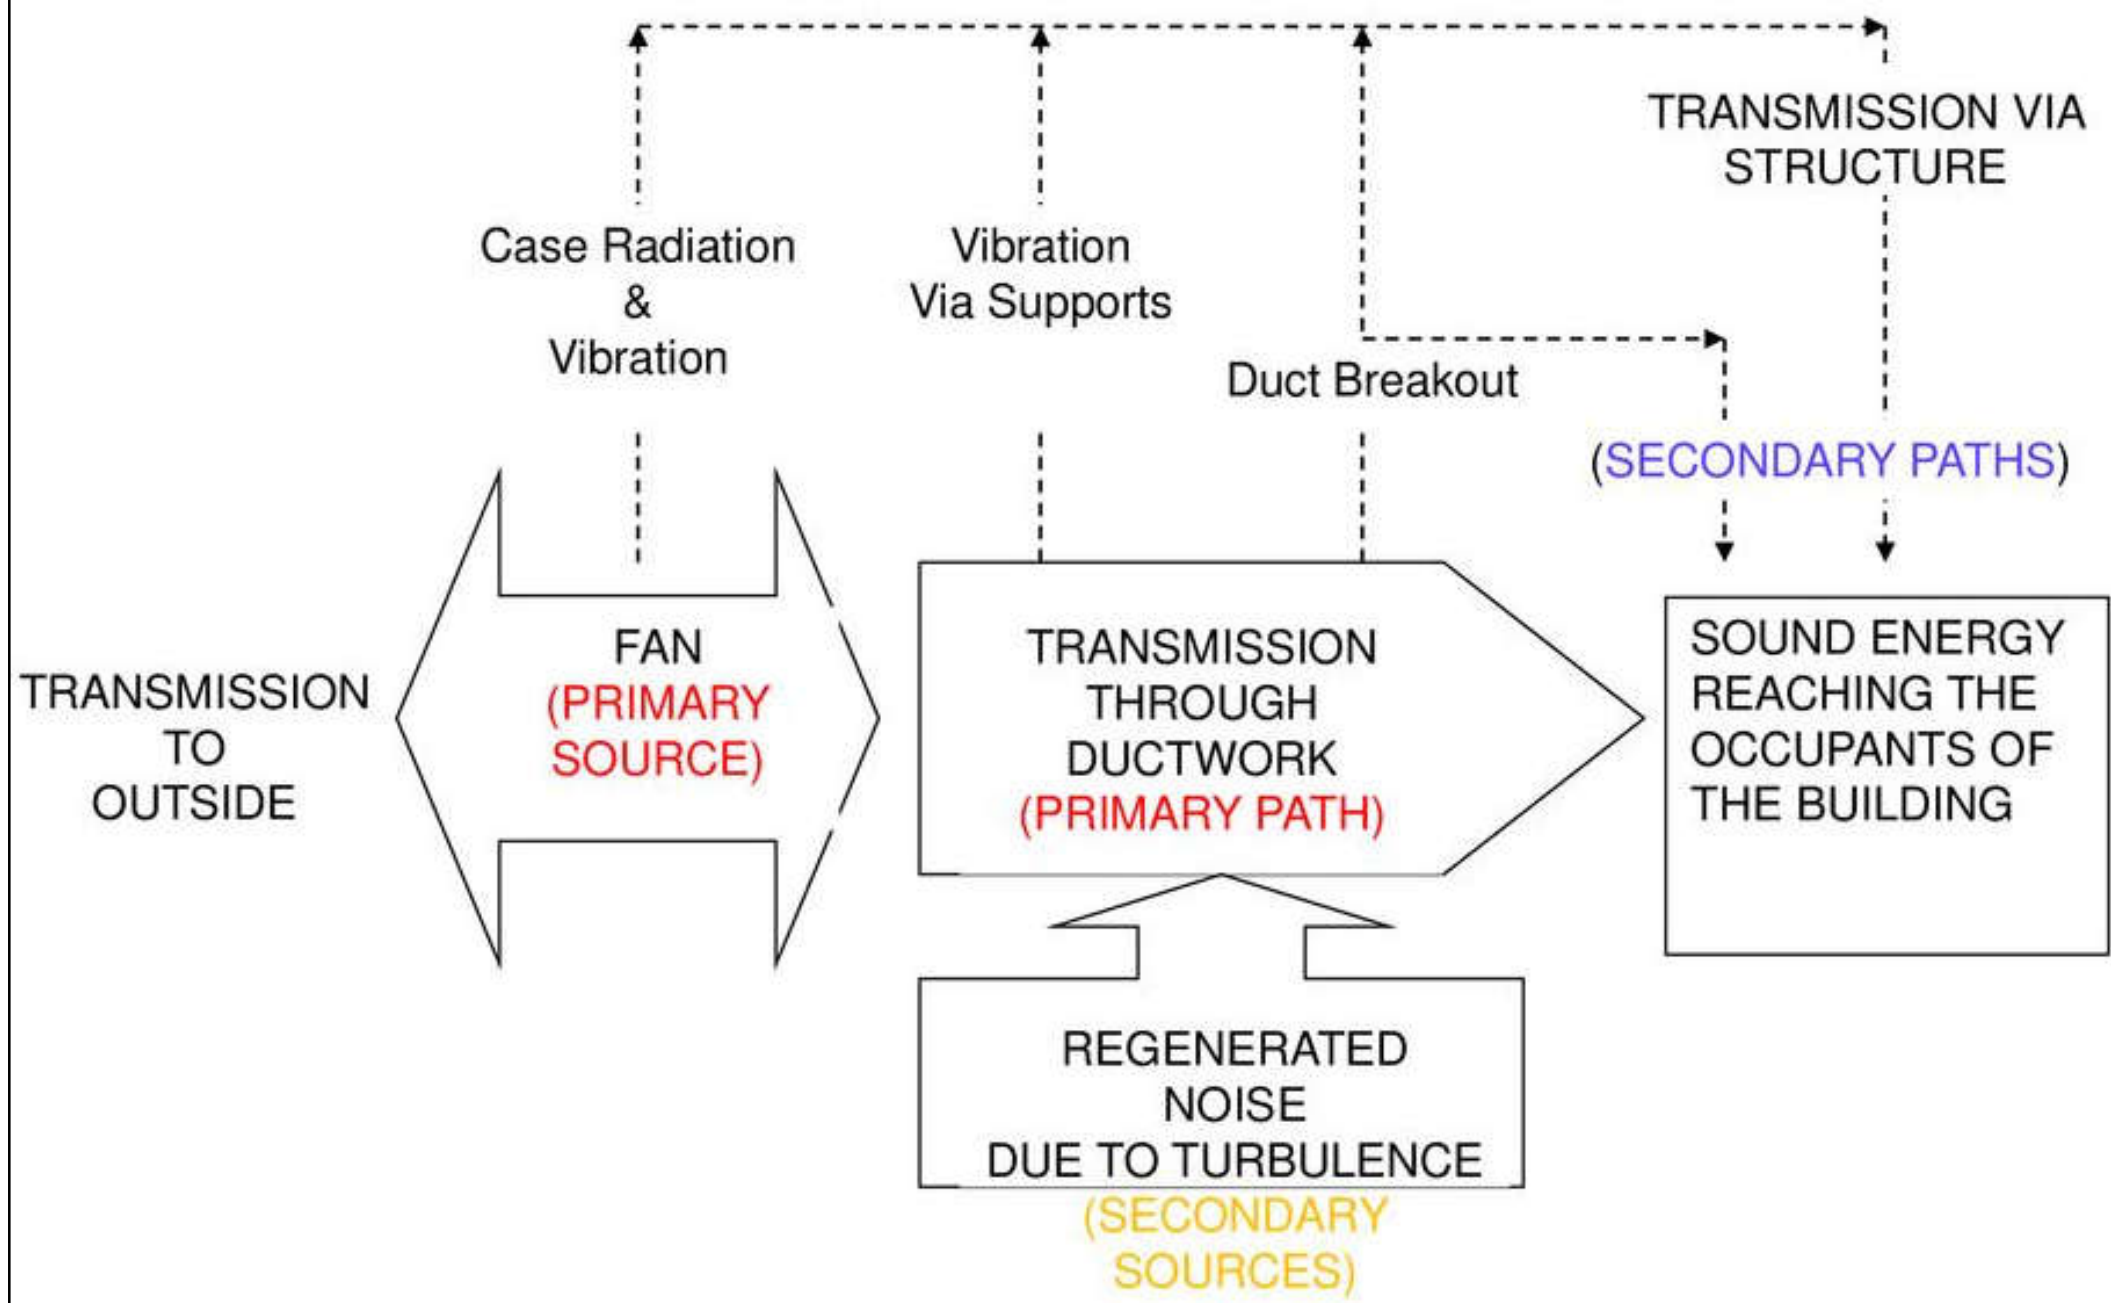 TRANSMISSION VIA
STRUCTURE
Case Radiation
&
Vibration
Vibration
Via Supports
Duct Breakout
(SECONDARY PATHS)
TRANSMISSION
TO
OUTSIDE
FAN
(PRIMARY
SOURCE)
TRANSMISSION
THROUGH
DUCTWORK
(PRIMARY PATH)
SOUND ENERGY
REACHING THE
OCCUPANTS OF
THE BUILDING
REGENERATED
NOISE
DUE TO TURBULENCE
(SECONDARY
SOURCES)